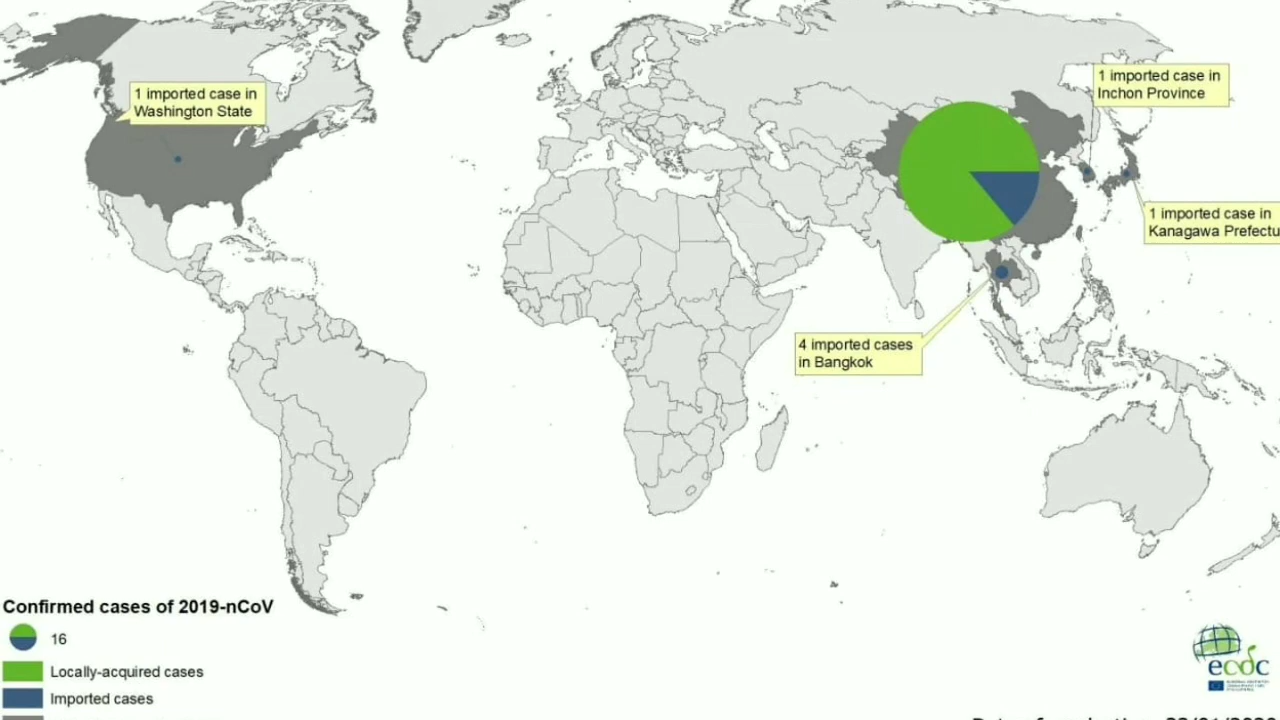 1 imported case in
Washington State
1 imported case in
Inchon Province
1 imported case in
Kanagawa Prefectu
4 imported cases
in Bangkok
Confirmed cases of 2019-nCoV
16
Locally-acquired cases
Imported cases
ecdc